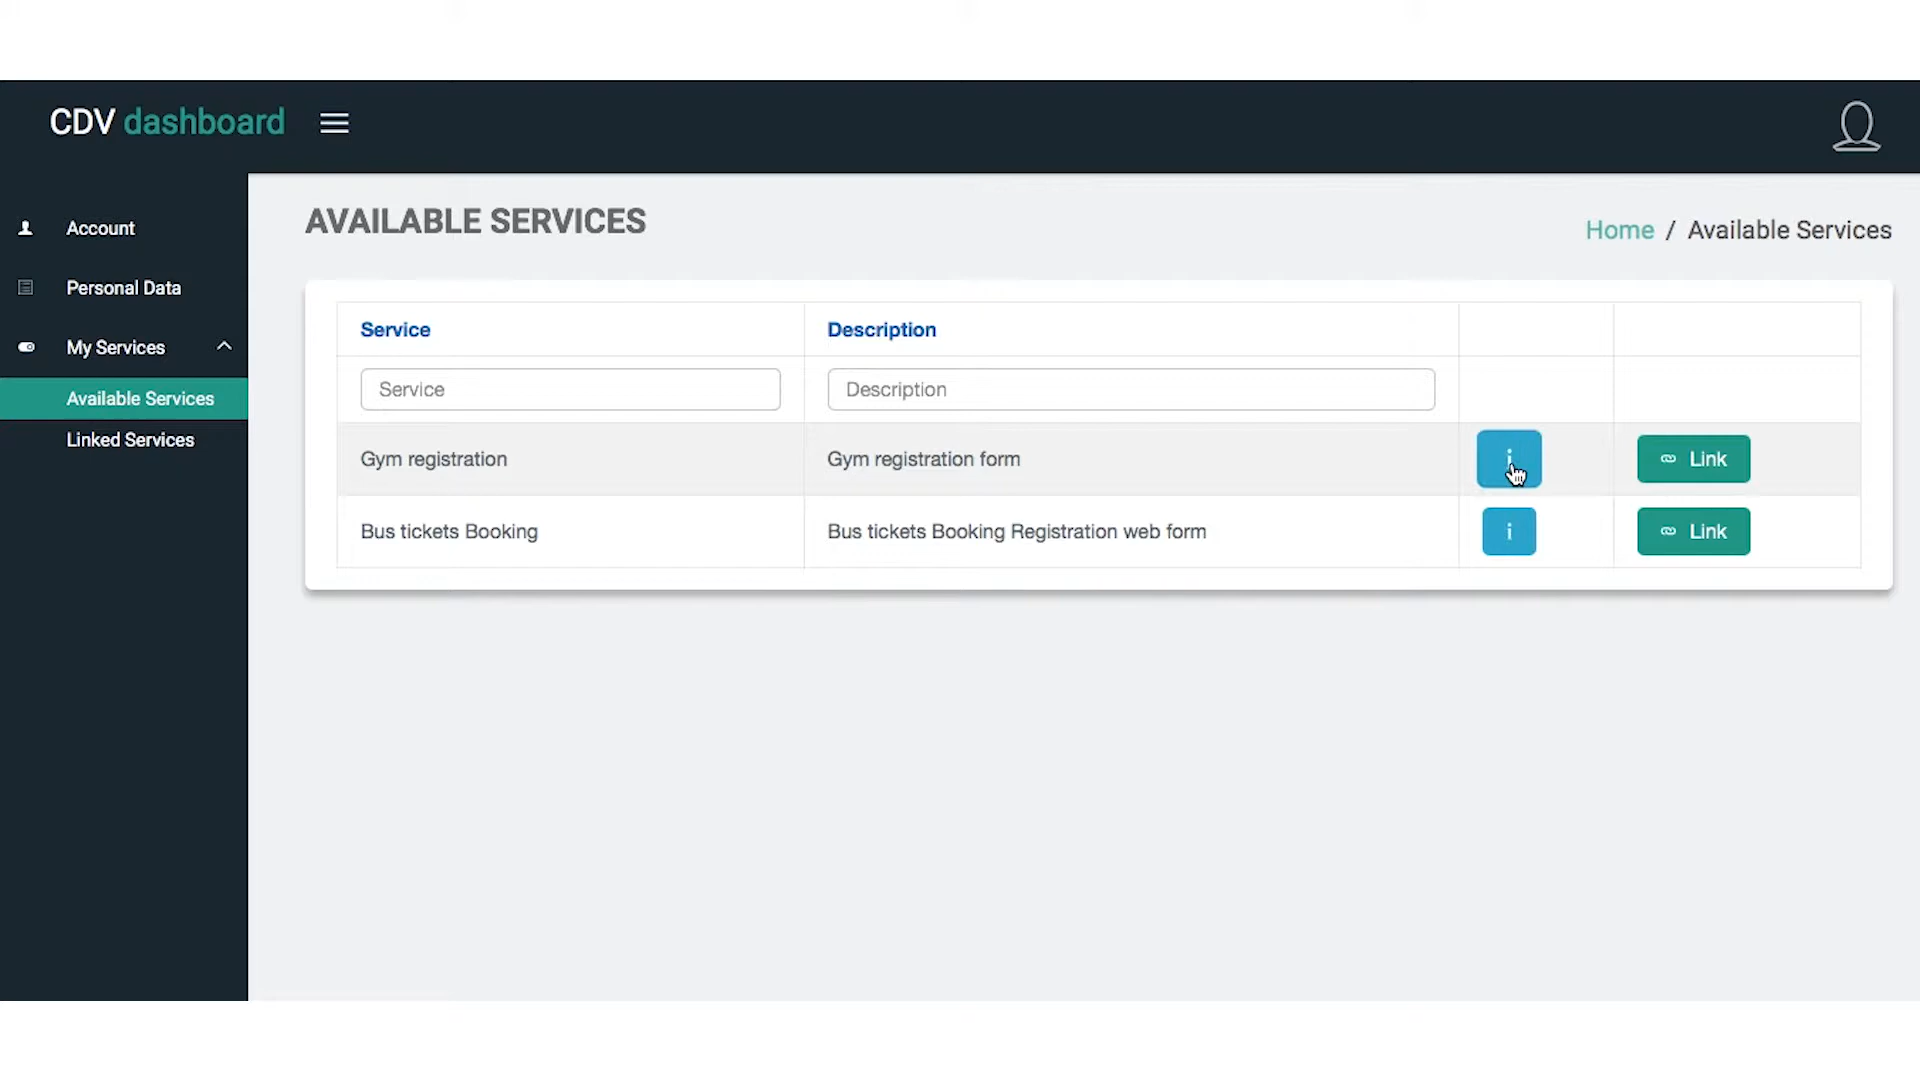 CDV dashboard
Account
Personal Data
My Services
Available Services
Linked Services
AVAILABLE SERVICES
Home / Available Services
Service Description
Service Description
Gym registration Gym registration form i Link
Bus tickets Booking Bus tickets Booking Registration web form i Link